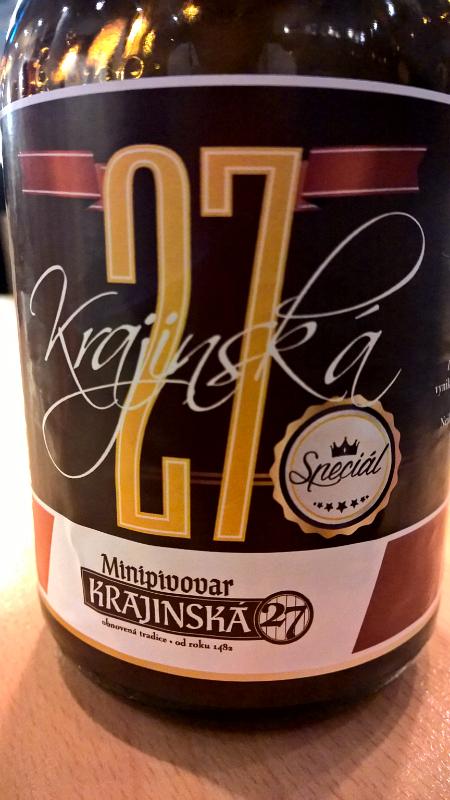 27
Krajinská
Speciál
Minipivovar
KRAJINSKÁ 27
obnovená tradice • od roku 1482